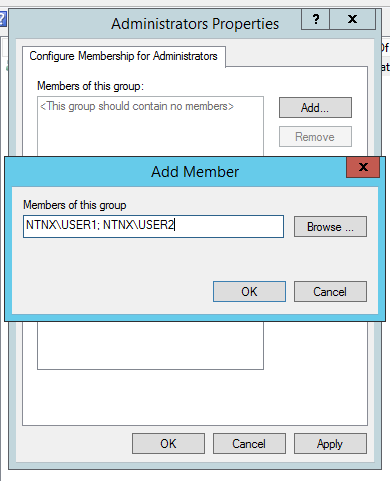 Administrators Properties
?
x
Configure Membership for Administrators
Of
Members of this group:
<This group should contain no members>
Add...
Remove
Add Member
x
Members of this group
NTNX\USER1; NTNX\USER2
Browse ...
OK
Cancel
OK
Cancel
Apply